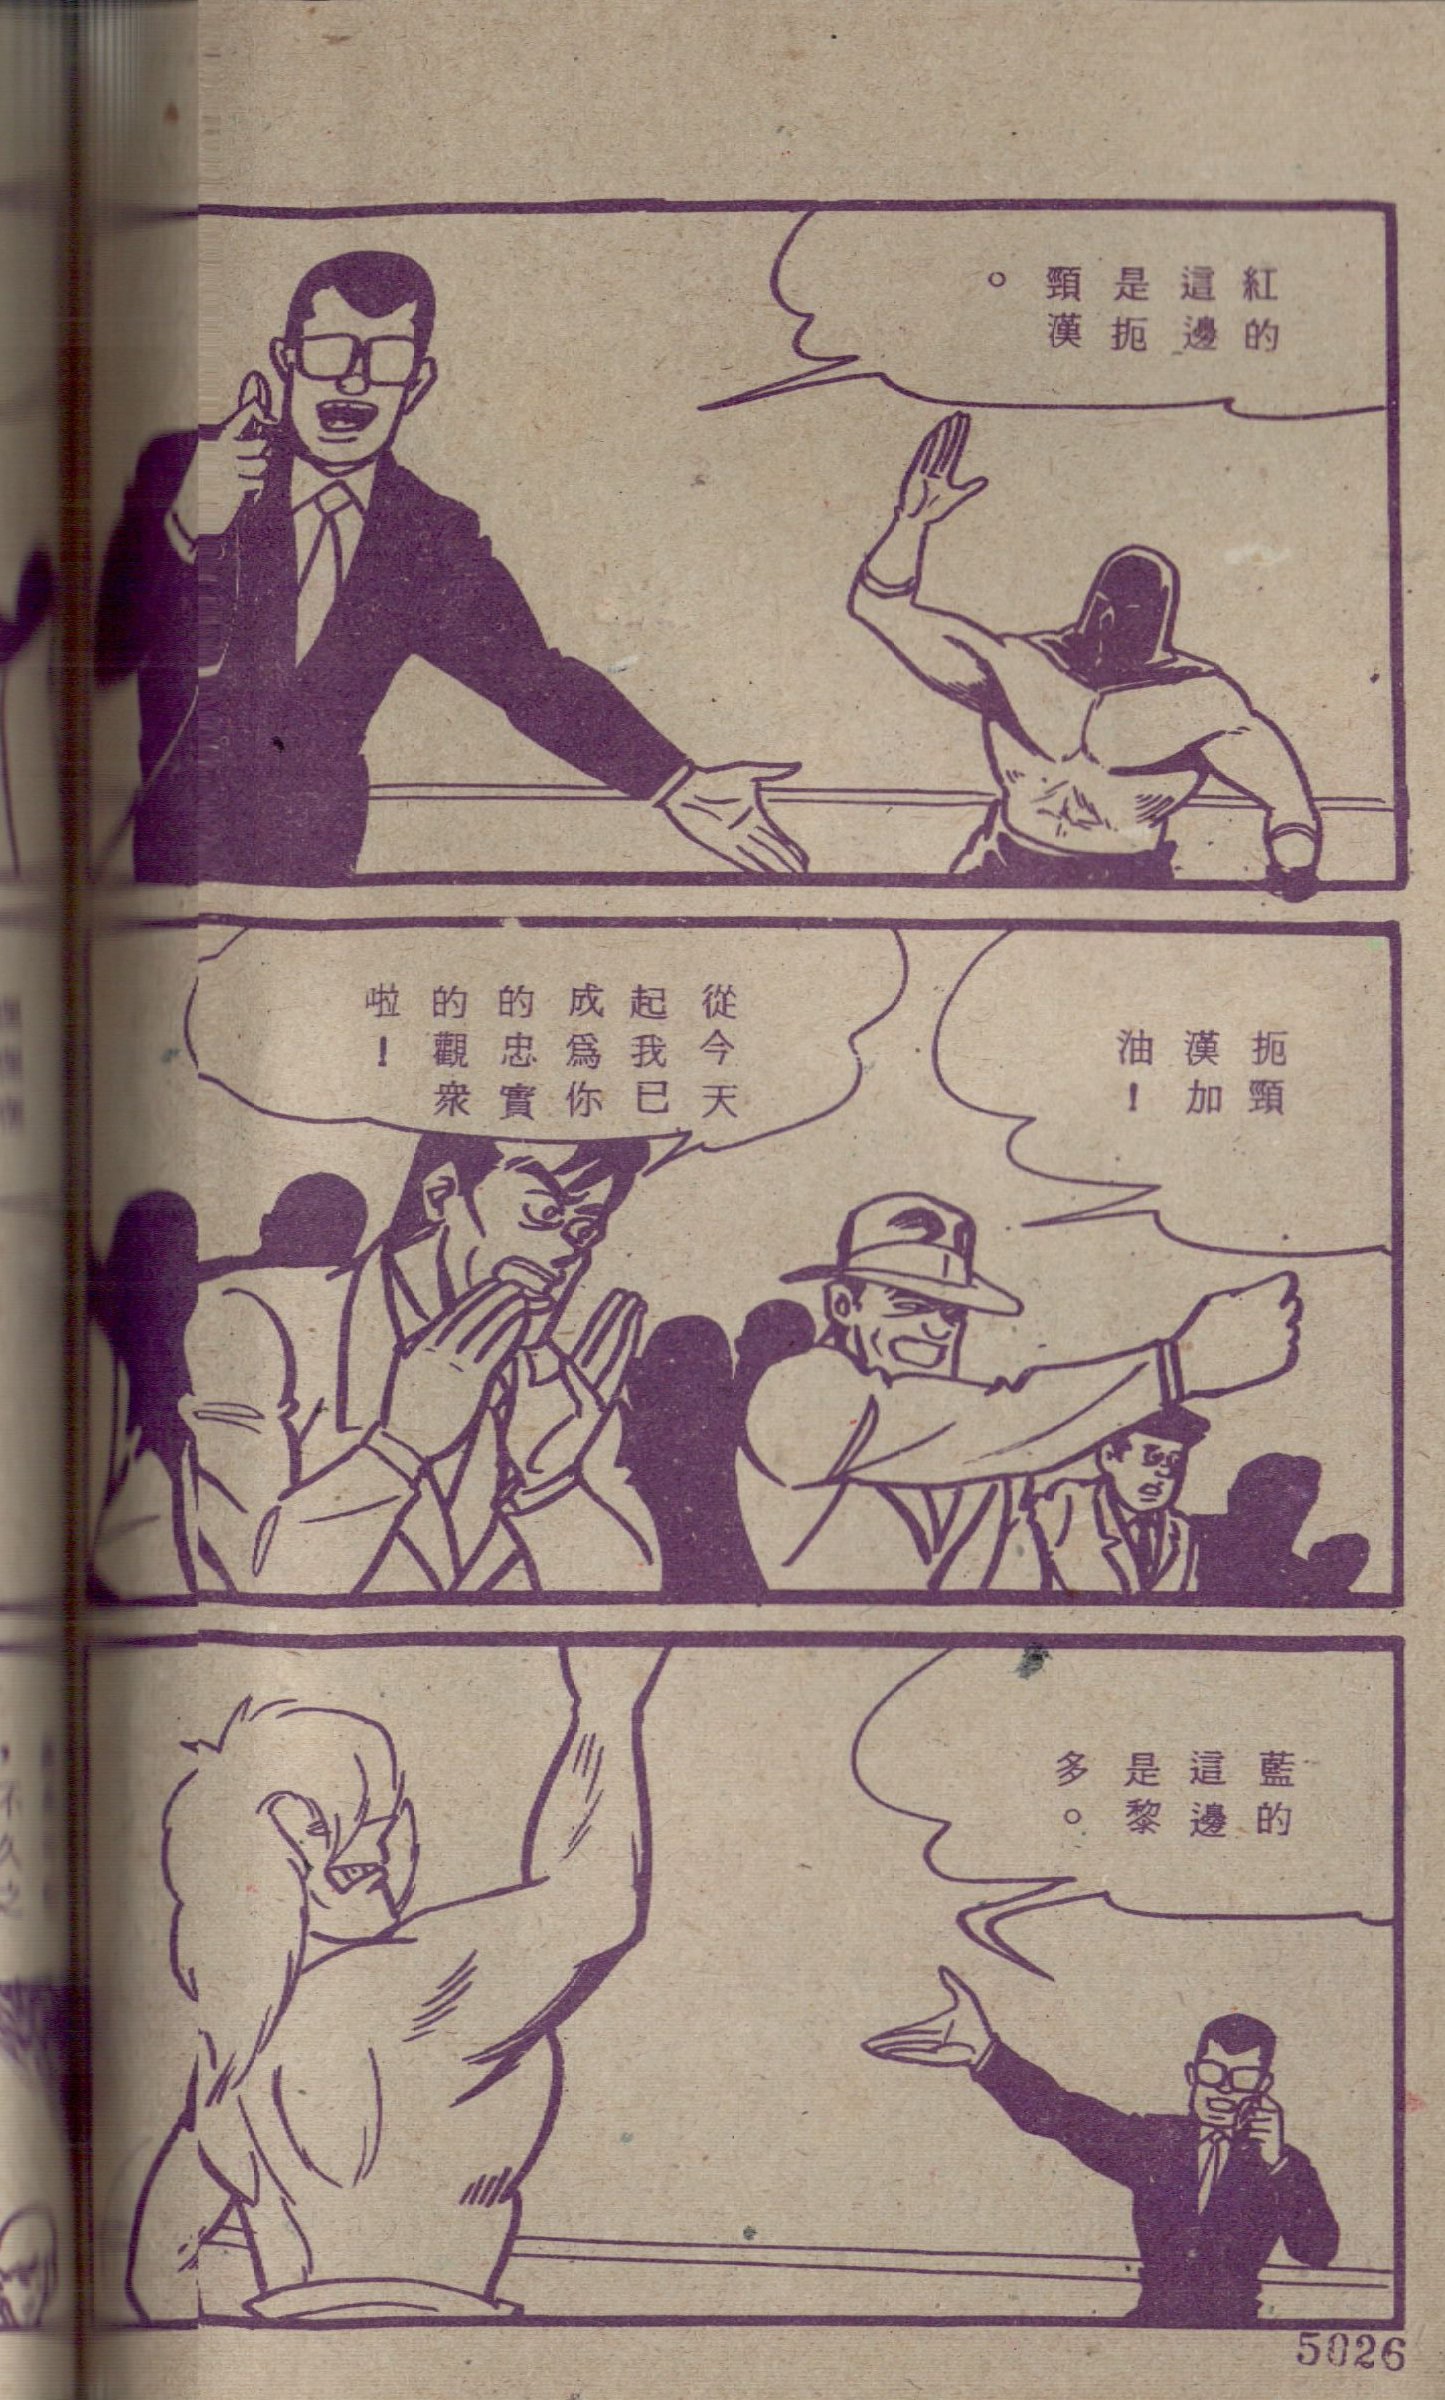 紅的
這邊
是扼
頸漢
。
扼頸
漢加
油！
從今天
起我已
成爲你
的忠實
的觀衆
啦！
藍的
這邊
是黎
多。
5026